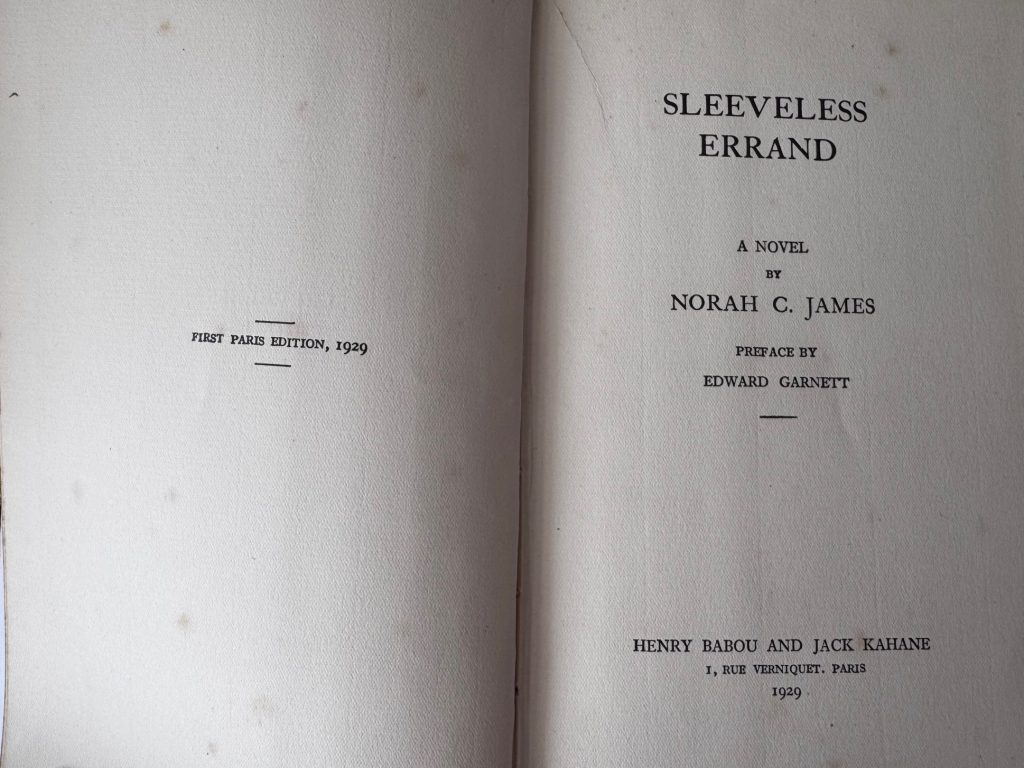 FIRST PARIS EDITION, 1929
SLEEVELESS
ERRAND
A NOVEL
BY
NORAH C. JAMES
PREFACE BY
EDWARD GARNETT
HENRY BABOU AND JACK KAHANE
1, RUE VERNIQUET. PARIS
1929